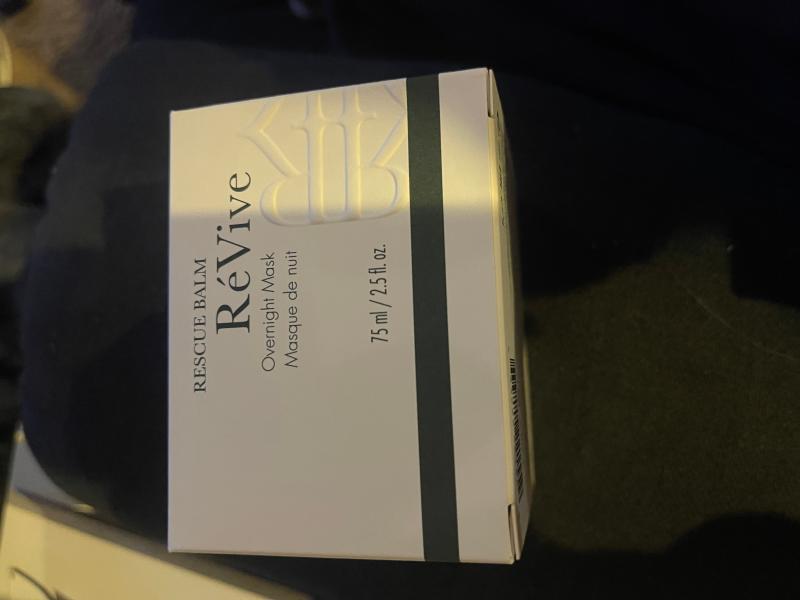 RESCUE BALM
RéVive
Overnight Mask
Masque de nuit
75 ml / 2.5 fl. oz.